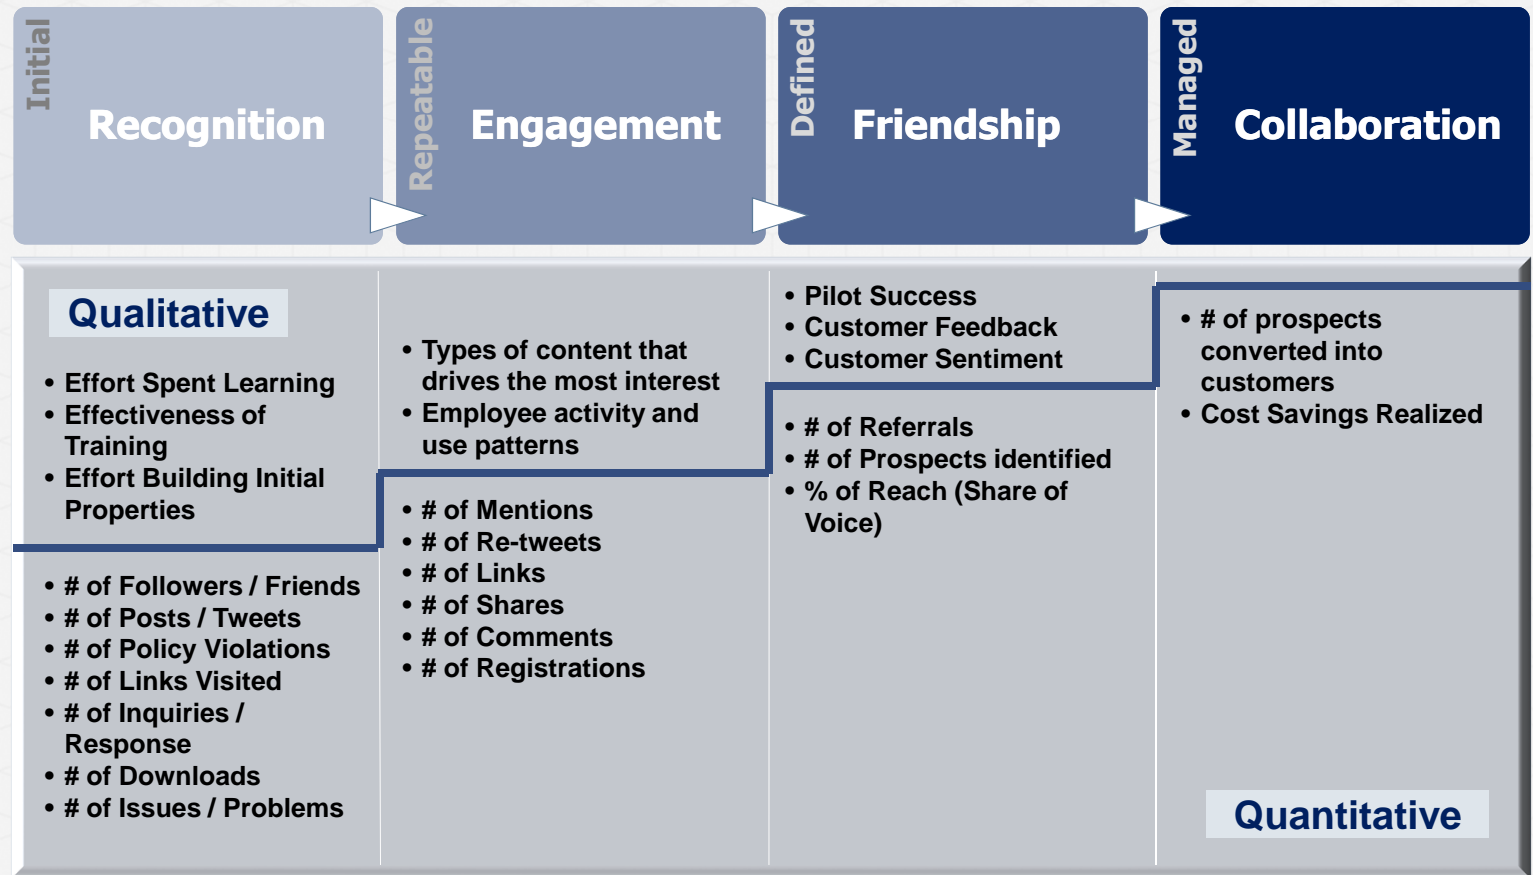 Initial
Recognition
Repeatable
Engagement
Defined
Friendship
Managed
Collaboration
Qualitative
• Effort Spent Learning
• Effectiveness of
Training
• Effort Building Initial
Properties
• # of Followers / Friends
• # of Posts / Tweets
• # of Policy Violations
• # of Links Visited
• # of Inquiries /
Response
• # of Downloads
• # of Issues / Problems
• Types of content that
drives the most interest
• Employee activity and
use patterns
• # of Mentions
• # of Re-tweets
• # of Links
• # of Shares
• # of Comments
• # of Registrations
• Pilot Success
• Customer Feedback
• Customer Sentiment
• # of Referrals
• # of Prospects identified
• % of Reach (Share of
Voice)
• # of prospects
converted into
customers
• Cost Savings Realized
Quantitative